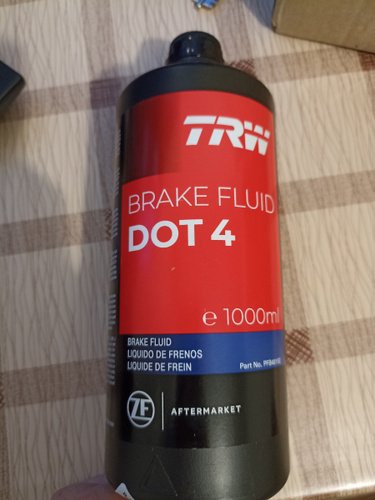 TRW
BRAKE FLUID
DOT 4
℮ 1000ml
BRAKE FLUID
LIQUIDO DE FRENOS
LIQUIDE DE FREIN
Part No.
ZF
AFTERMARKET